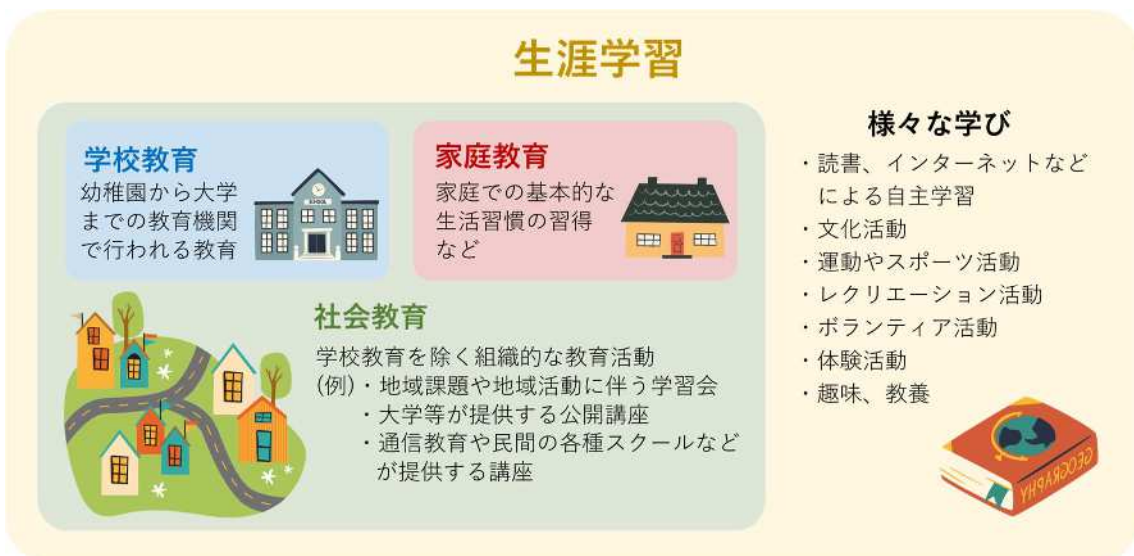 生涯学習
学校教育
幼稚園から大学
までの教育機関
で行われる教育
SCHOOL
家庭教育
家庭での基本的な
生活習慣の習得
など
社会教育
学校教育を除く組織的な教育活動
(例)・地域課題や地域活動に伴う学習会
・大学等が提供する公開講座
・通信教育や民間の各種スクールなど
が提供する講座
様々な学び
・読書、インターネットなど
による自主学習
・文化活動
・運動やスポーツ活動
・レクリエーション活動
・ボランティア活動
・体験活動
・趣味、教養
GEOGRAPHY